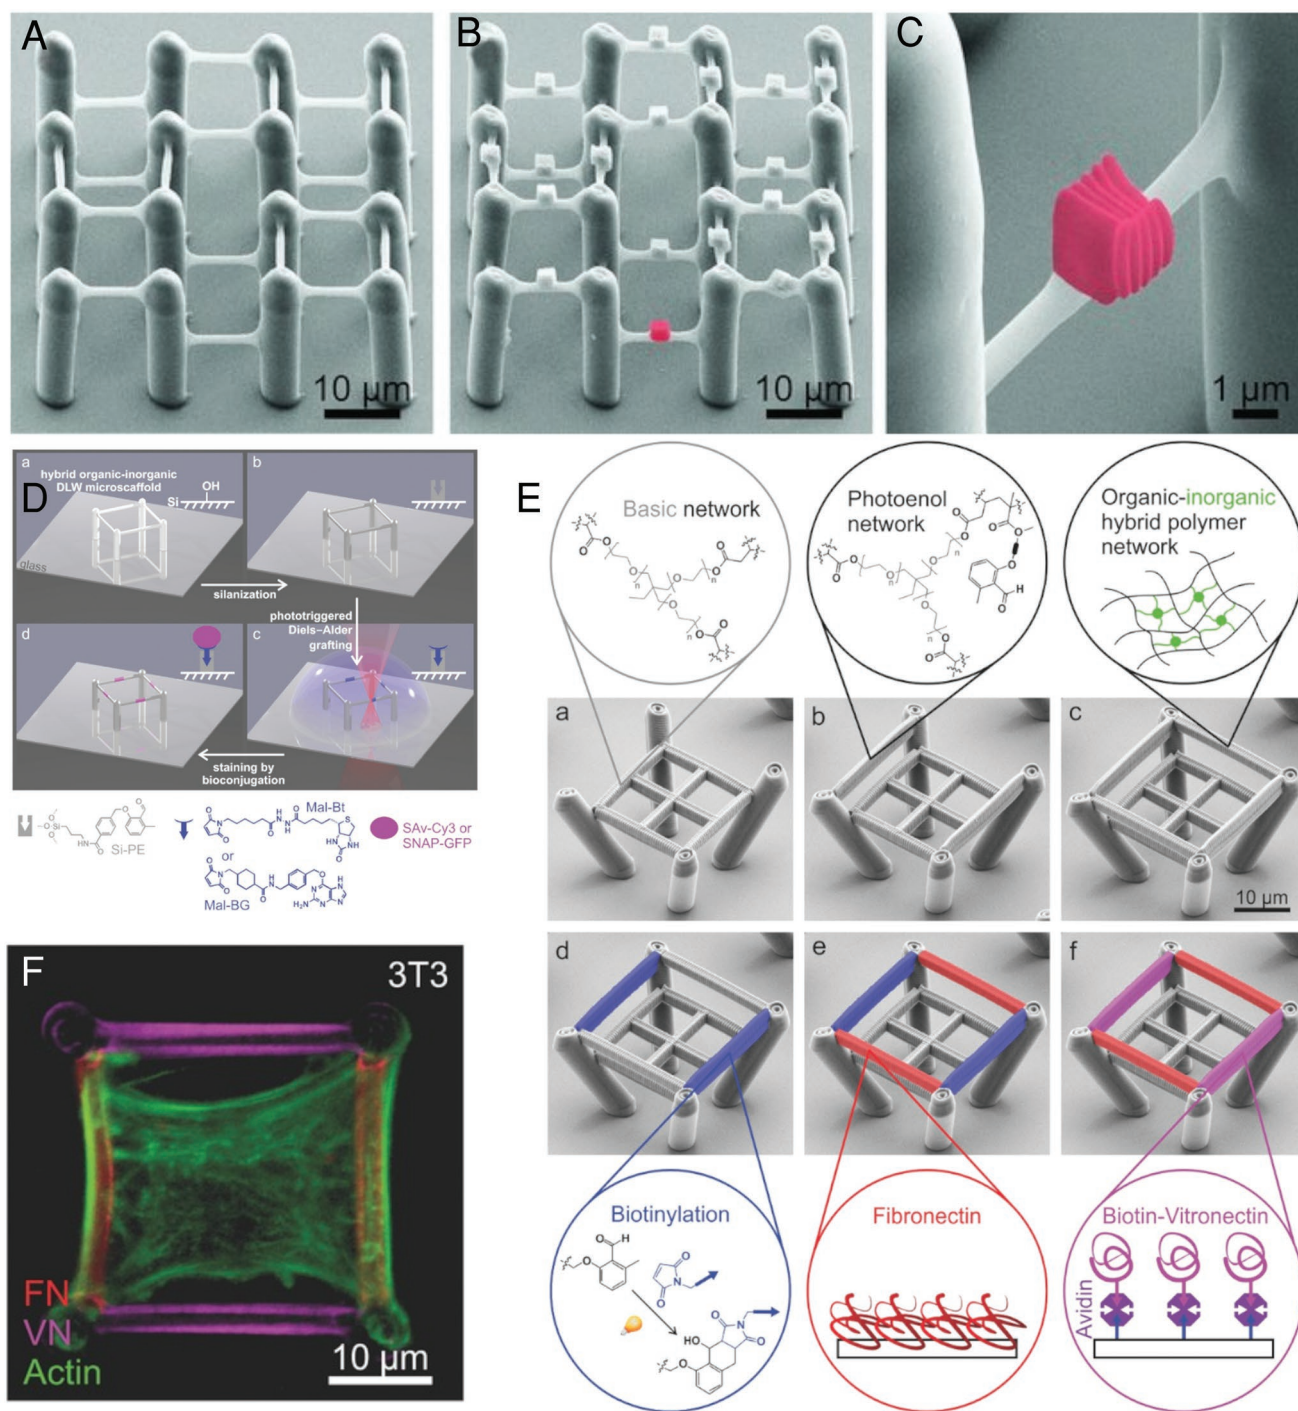 A
B
C
10 µm
10 µm
1 µm
D
a
hybrid organic-inorganic
DLW microscaffold
OH
Si
glass
silanization
b
phototriggered
Diels–Alder
grafting
d
c
staining by
bioconjugation
Si-PE
Mal-Bt
or
Mal-BG
SAv-Cy3 or
SNAP-GFP
E
Basic network
Photoenol
network
Organic-inorganic
hybrid polymer
network
a
b
c
10 µm
d
e
f
Biotinylation
Fibronectin
Biotin-Vitronectin
Avidin
F
3T3
FN
VN
Actin
10 µm